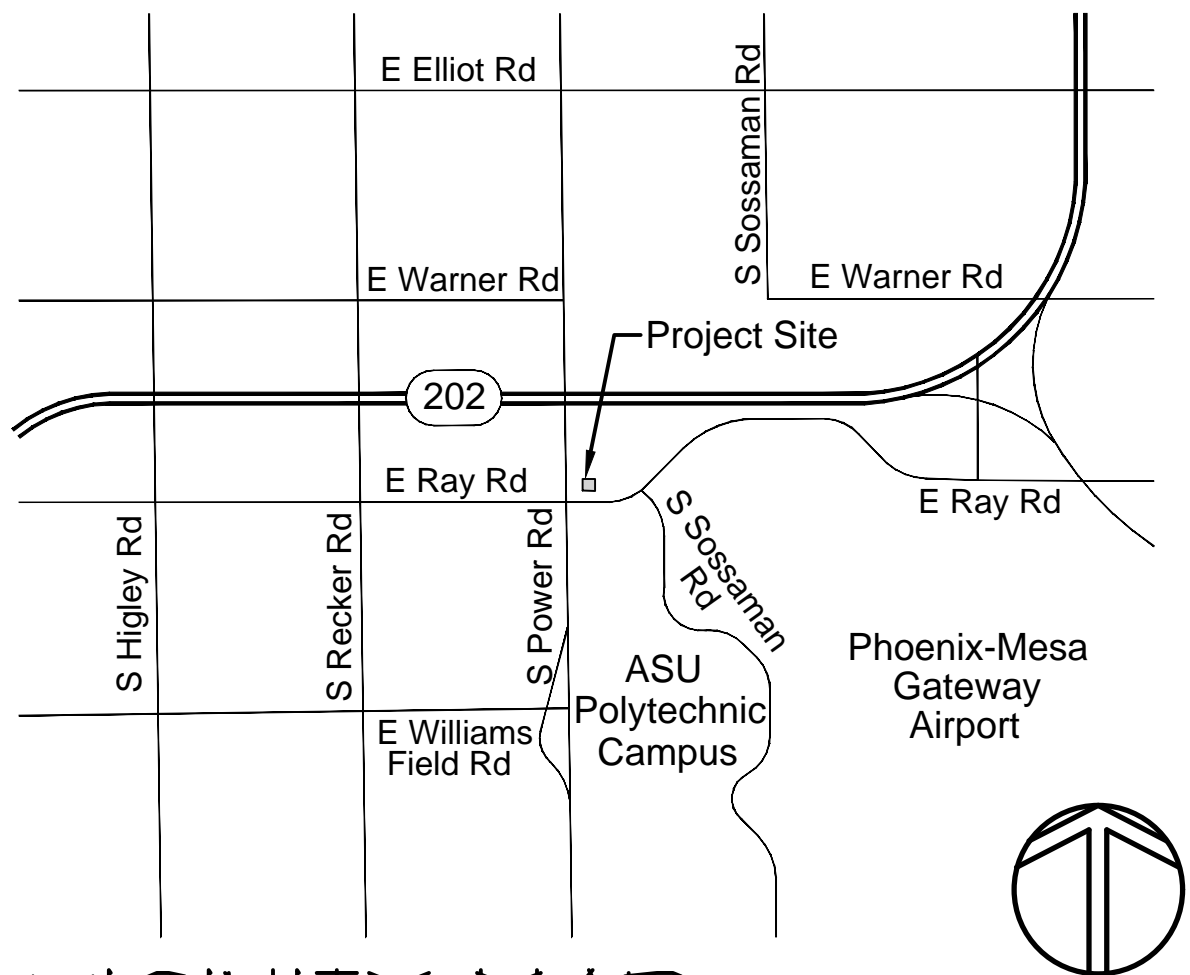 E Elliot Rd
S Sossaman Rd
E Warner Rd
E Warner Rd
Project Site
202
E Ray Rd
E Ray Rd
S Higley Rd
S Recker Rd
S Power Rd
S Sossaman
Rd
ASU
Polytechnic
Campus
Phoenix-Mesa
Gateway
Airport
E Williams
Field Rd